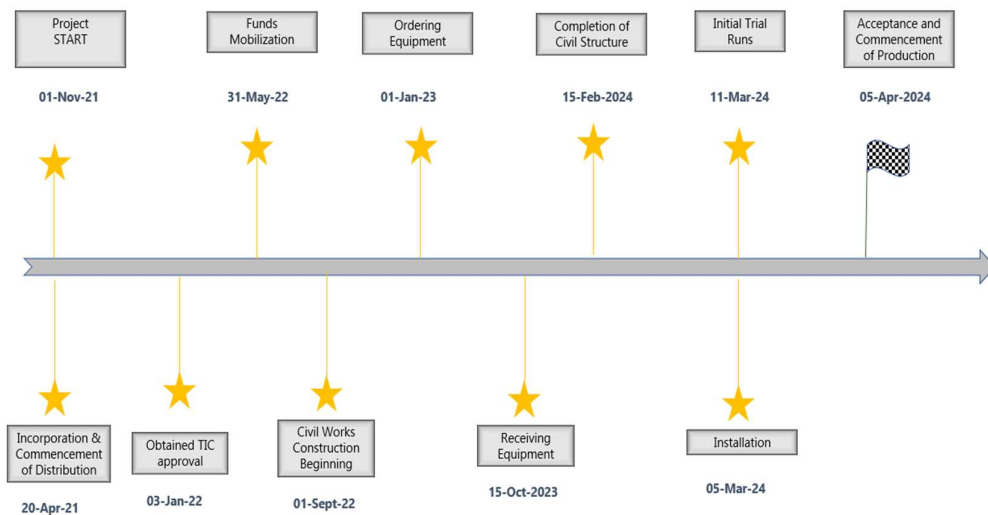 Project
START
01-Nov-21
Funds
Mobilization
31-May-22
Ordering
Equipment
01-Jan-23
Completion of
Civil Structure
15-Feb-2024
Initial Trial
Runs
11-Mar-24
Acceptance and
Commencement
of Production
05-Apr-2024
Incorporation &
Commencement
of Distribution
20-Apr-21
Obtained TIC
approval
03-Jan-22
Civil Works
Construction
Beginning
01-Sept-22
Receiving
Equipment
15-Oct-2023
Installation
05-Mar-24